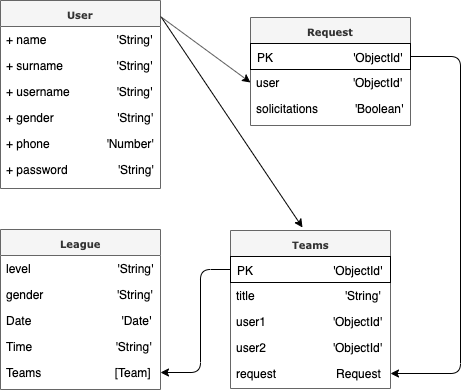 User
+ name 'String'
+ surname 'String'
+ username 'String'
+ gender 'String'
+ phone 'Number'
+ password 'String'
Request
PK 'ObjectId'
user 'ObjectId'
solicitations 'Boolean'
League
level 'String'
gender 'String'
Date 'Date'
Time 'String'
Teams [Team]
Teams
PK 'ObjectId'
title 'String'
user1 'ObjectId'
user2 'ObjectId'
request Request